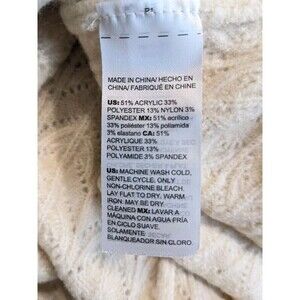 MADE IN CHINA/ HECHO EN
CHINA/ FABRIQUÉ EN CHINE
US: 51% ACRYLIC 33%
POLYESTER 13% NYLON 3%
SPANDEX MX: 51% acrílico
33% poliéster 13% poliamida
3% elastano CA: 51%
ACRYLIQUE 33%
POLYESTER 13%
POLYAMIDE 3% SPANDEX
US: MACHINE WASH COLD,
GENTLE CYCLE. ONLY
NON-CHLORINE BLEACH.
LAY FLAT TO DRY. WARM
IRON; MAY BE DRY
CLEANED MX: LAVAR A
MÁQUINA CON AGUA FRÍA
EN CICLO SUAVE.
SOLAMENTE
BLANQUEADOR SIN CLORO.